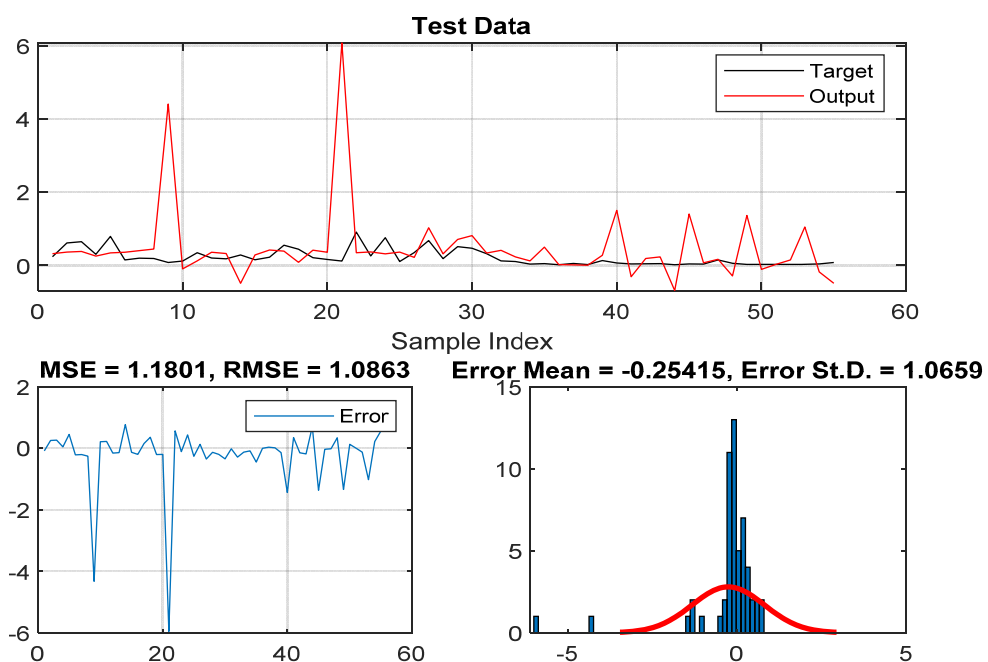 Test Data
6
4
2
0
Target
Output
0 10 20 30 40 50 60
Sample Index
MSE = 1.1801, RMSE = 1.0863
2
0
-2
-4
-6
Error
0 20 40 60
Error Mean = -0.25415, Error St.D. = 1.0659
15
10
5
0
-5 0 5